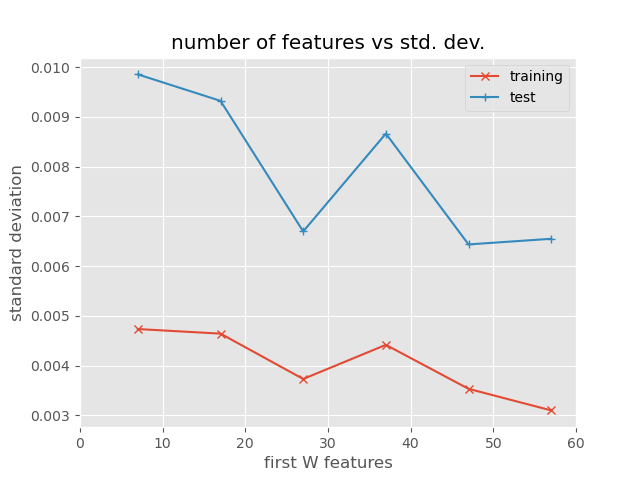 number of features vs std. dev.
training
test
0.010
0.009
0.008
0.007
0.006
0.005
0.004
0.003
standard deviation
0 10 20 30 40 50 60
first W features